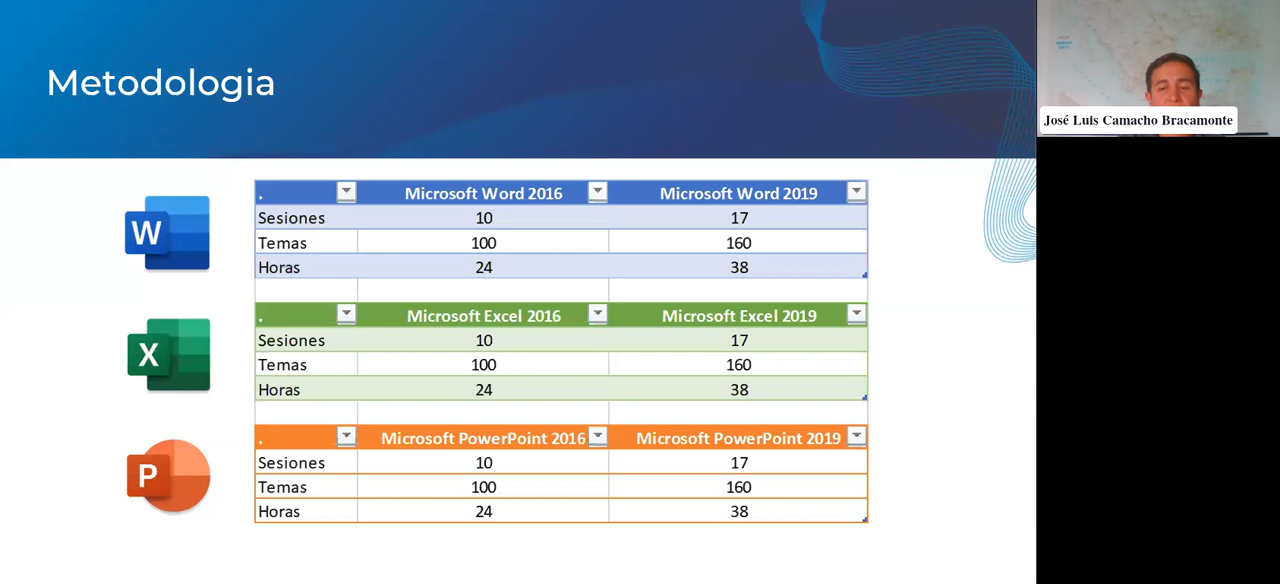 Metodologia
José Luis Camacho Bracamonte
W
. Microsoft Word 2016 Microsoft Word 2019
Sesiones 10 17
Temas 100 160
Horas 24 38
X
. Microsoft Excel 2016 Microsoft Excel 2019
Sesiones 10 17
Temas 100 160
Horas 24 38
P
. Microsoft PowerPoint 2016 Microsoft PowerPoint 2019
Sesiones 10 17
Temas 100 160
Horas 24 38